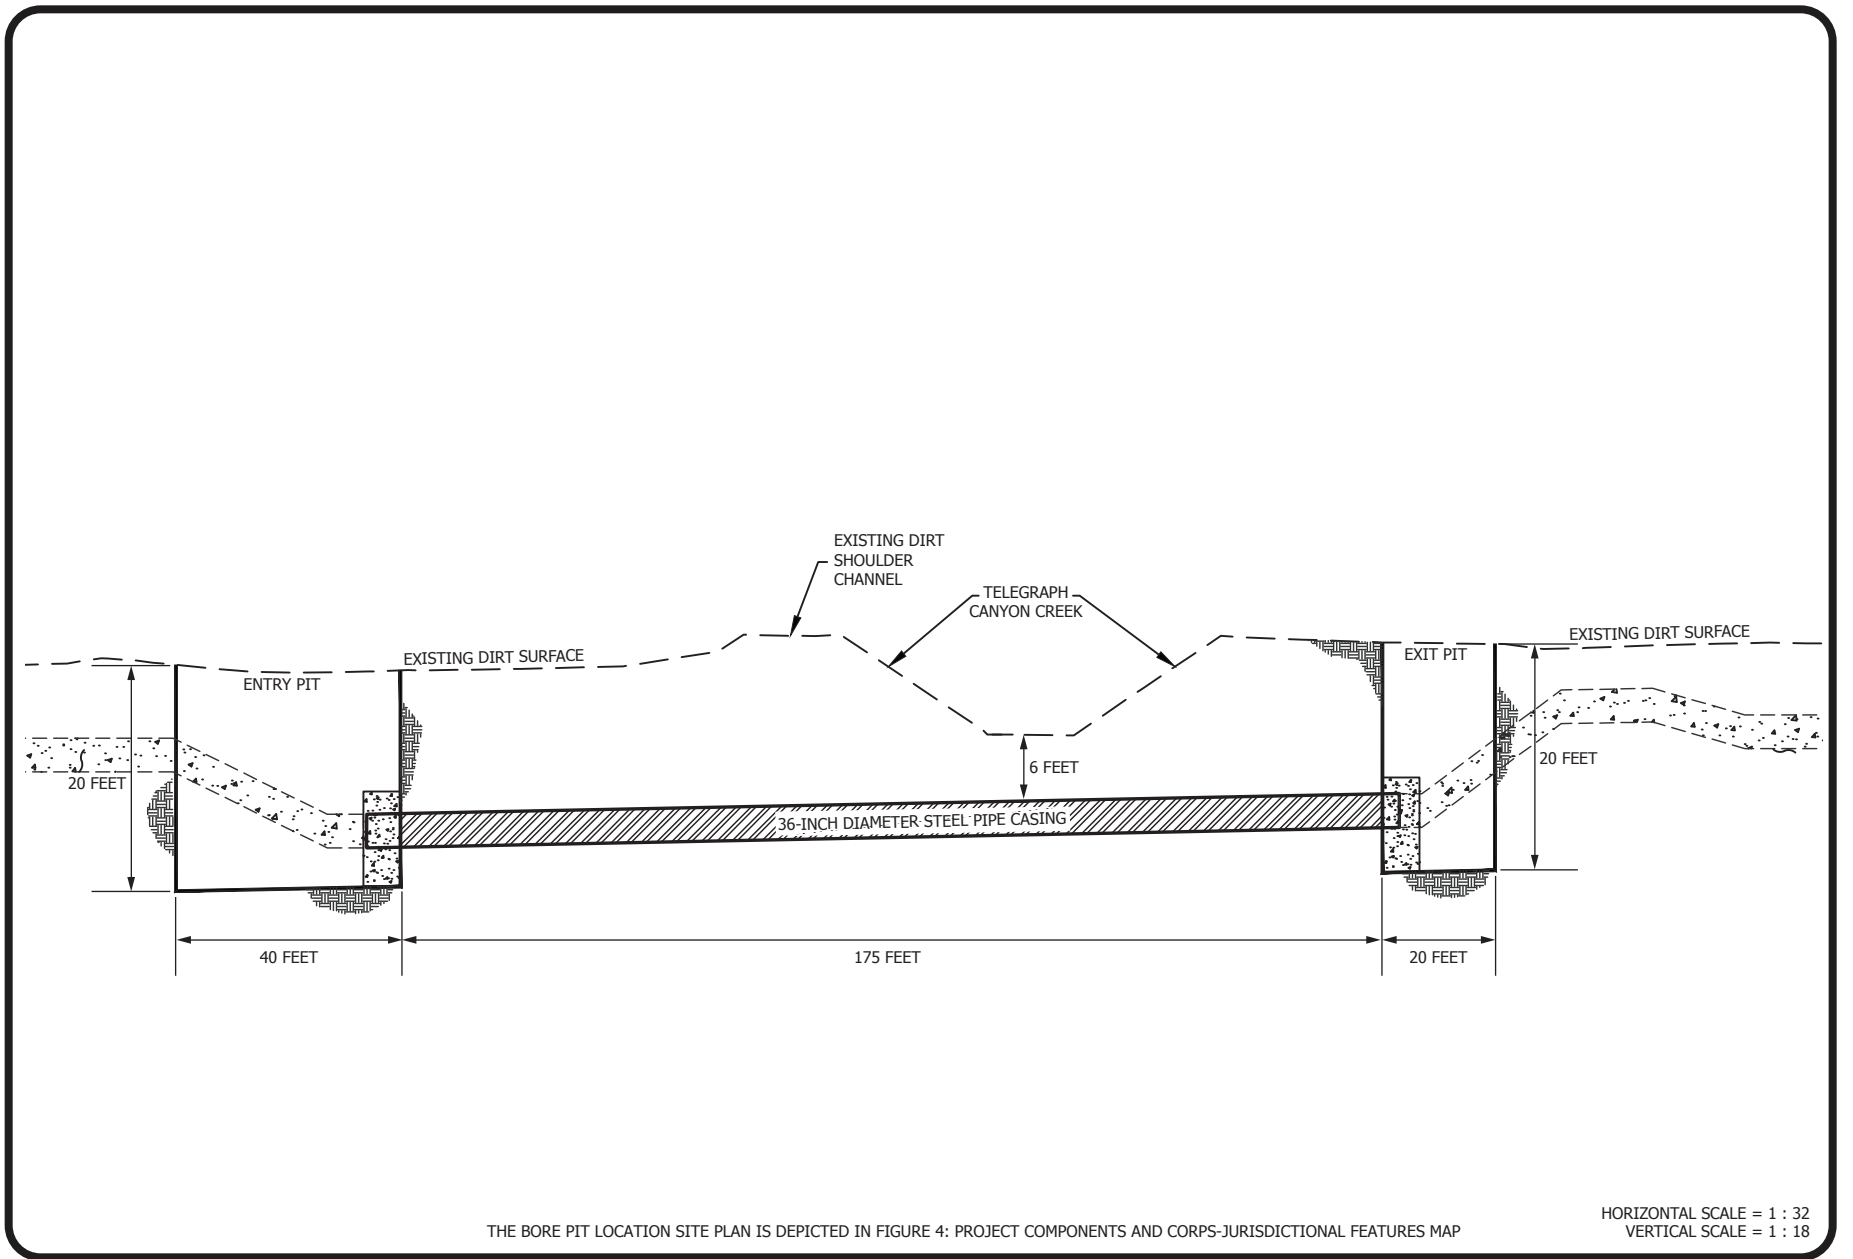 EXISTING DIRT
SHOULDER
CHANNEL
TELEGRAPH
CANYON CREEK
EXISTING DIRT SURFACE
EXISTING DIRT SURFACE
ENTRY PIT
EXIT PIT
6 FEET
20 FEET
20 FEET
36-INCH DIAMETER STEEL PIPE CASING
40 FEET
175 FEET
20 FEET
THE BORE PIT LOCATION SITE PLAN IS DEPICTED IN FIGURE 4: PROJECT COMPONENTS AND CORPS-JURISDICTIONAL FEATURES MAP
HORIZONTAL SCALE = 1 : 32
VERTICAL SCALE = 1 : 18